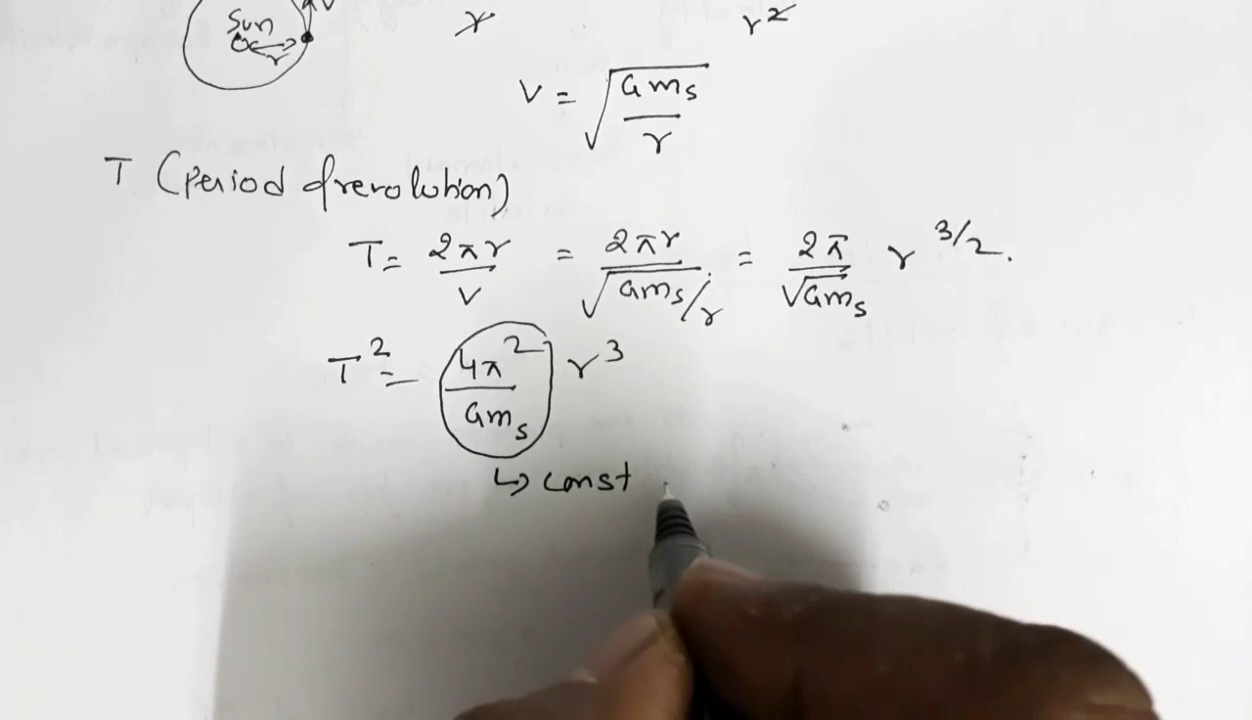 V
Sun
r
r r²
V = √(GmS/r)
T (Period of revolution)
T = 2πr/V = 2πr/√(GmS/r) = 2π/√GmS r 3/2.
T² = 4π²/GmS r³
↳ const